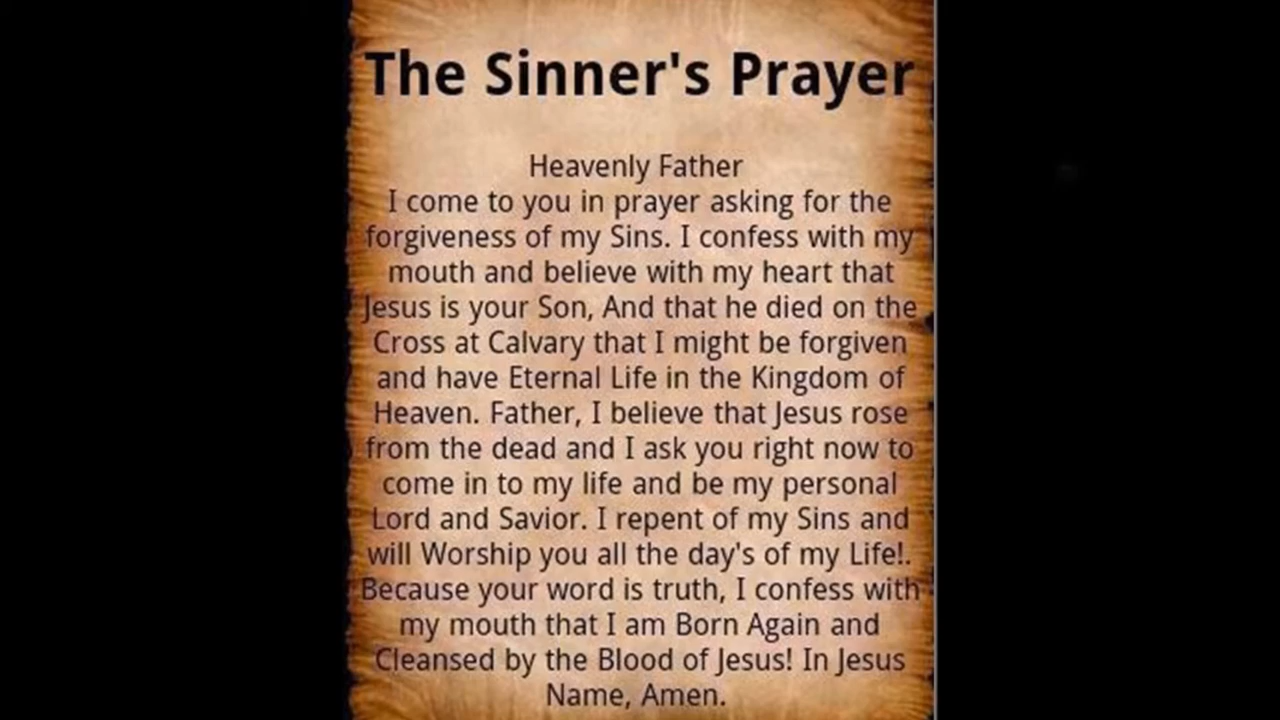 The Sinner's Prayer
Heavenly Father
I come to you in prayer asking for the
forgiveness of my Sins. I confess with my
mouth and believe with my heart that
Jesus is your Son, And that he died on the
Cross at Calvary that I might be forgiven
and have Eternal Life in the Kingdom of
Heaven. Father, I believe that Jesus rose
from the dead and I ask you right now to
come in to my life and be my personal
Lord and Savior. I repent of my Sins and
will Worship you all the day's of my Life!.
Because your word is truth, I confess with
my mouth that I am Born Again and
Cleansed by the Blood of Jesus! In Jesus
Name, Amen.